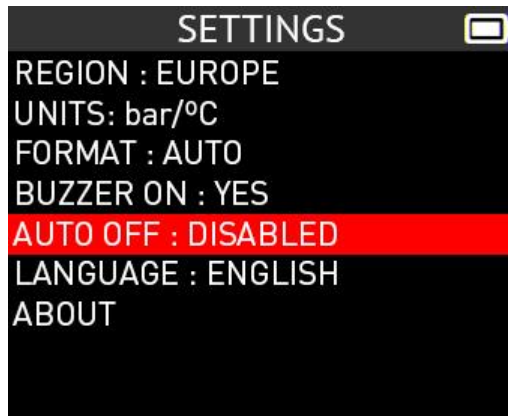 SETTINGS
REGION : EUROPE
UNITS: bar/ºC
FORMAT : AUTO
BUZZER ON : YES
AUTO OFF : DISABLED
LANGUAGE : ENGLISH
ABOUT